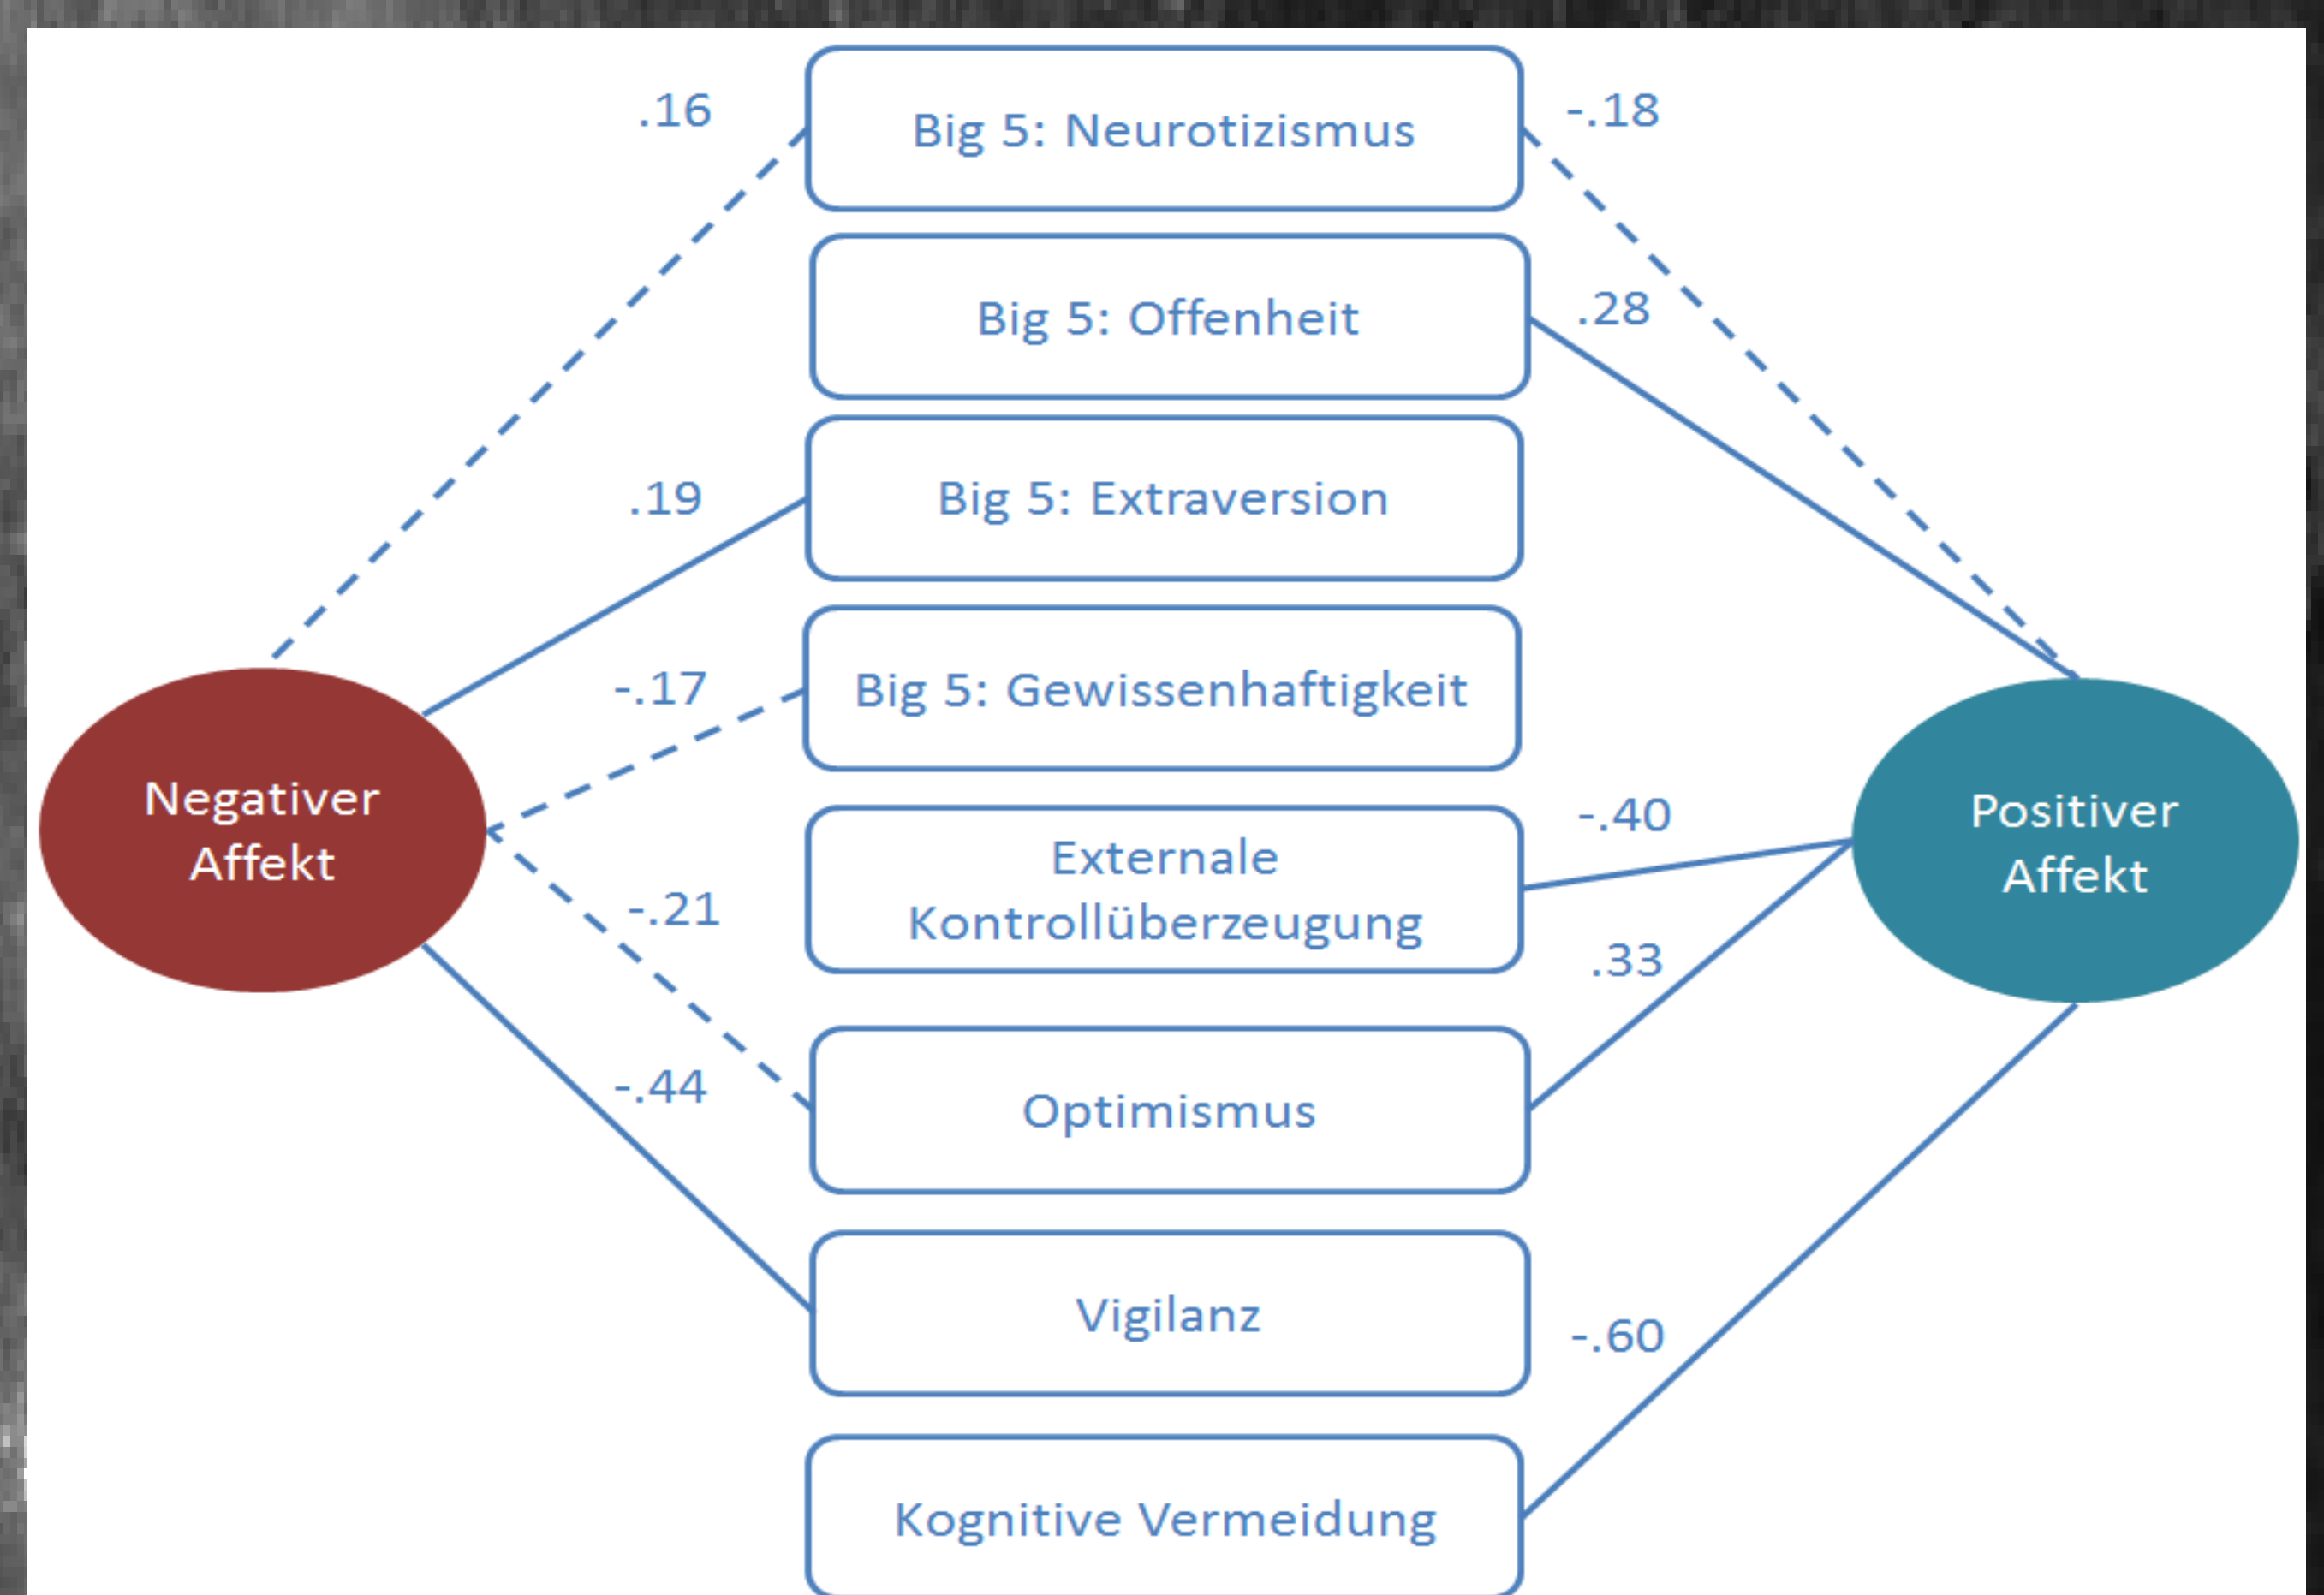 .16
Big 5: Neurotizismus
-.18
Big 5: Offenheit
.28
.19
Big 5: Extraversion
-.17
Big 5: Gewissenhaftigkeit
Negativer
Affekt
-.40
Externale
Kontrollüberzeugung
Positiver
Affekt
-.21
.33
-.44
Optimismus
Vigilanz
-.60
Kognitive Vermeidung